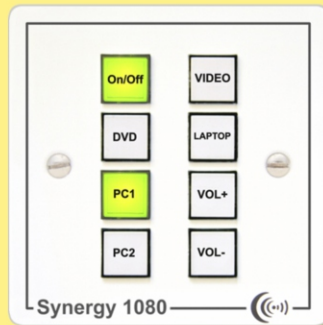 On/Off
VIDEO
DVD
LAPTOP
PC1
VOL+
PC2
VOL-
Synergy 1080